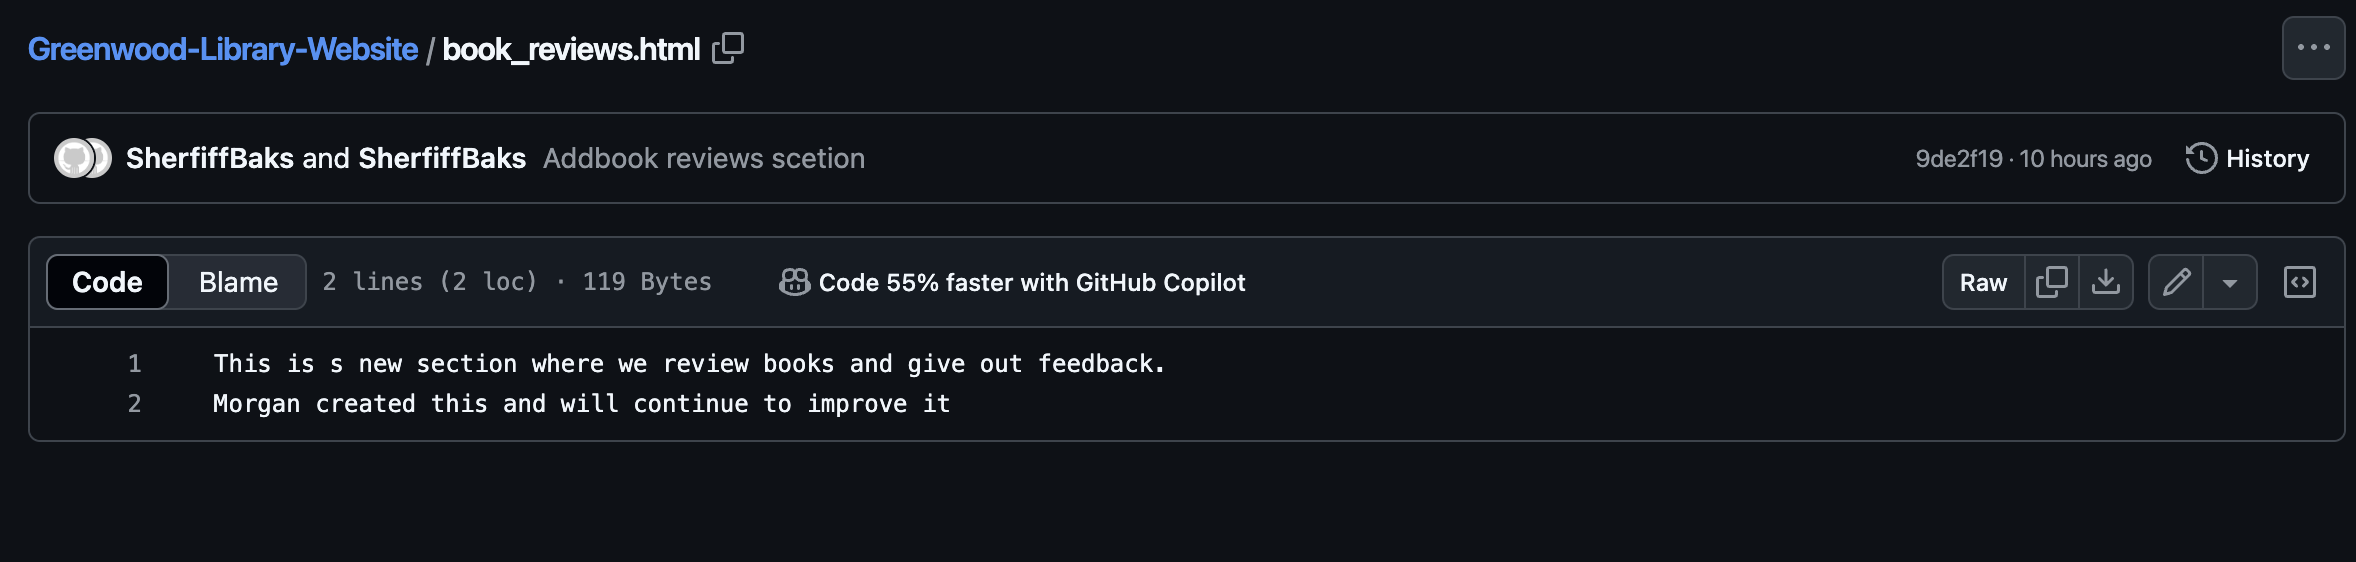 Greenwood-Library-Website / book_reviews.html
SherfiffBaks and SherfiffBaks Addbook reviews scetion 9de2f19 · 10 hours ago History
Code Blame 2 lines (2 loc) · 119 Bytes Code 55% faster with GitHub Copilot Raw
1 This is s new section where we review books and give out feedback.
2 Morgan created this and will continue to improve it